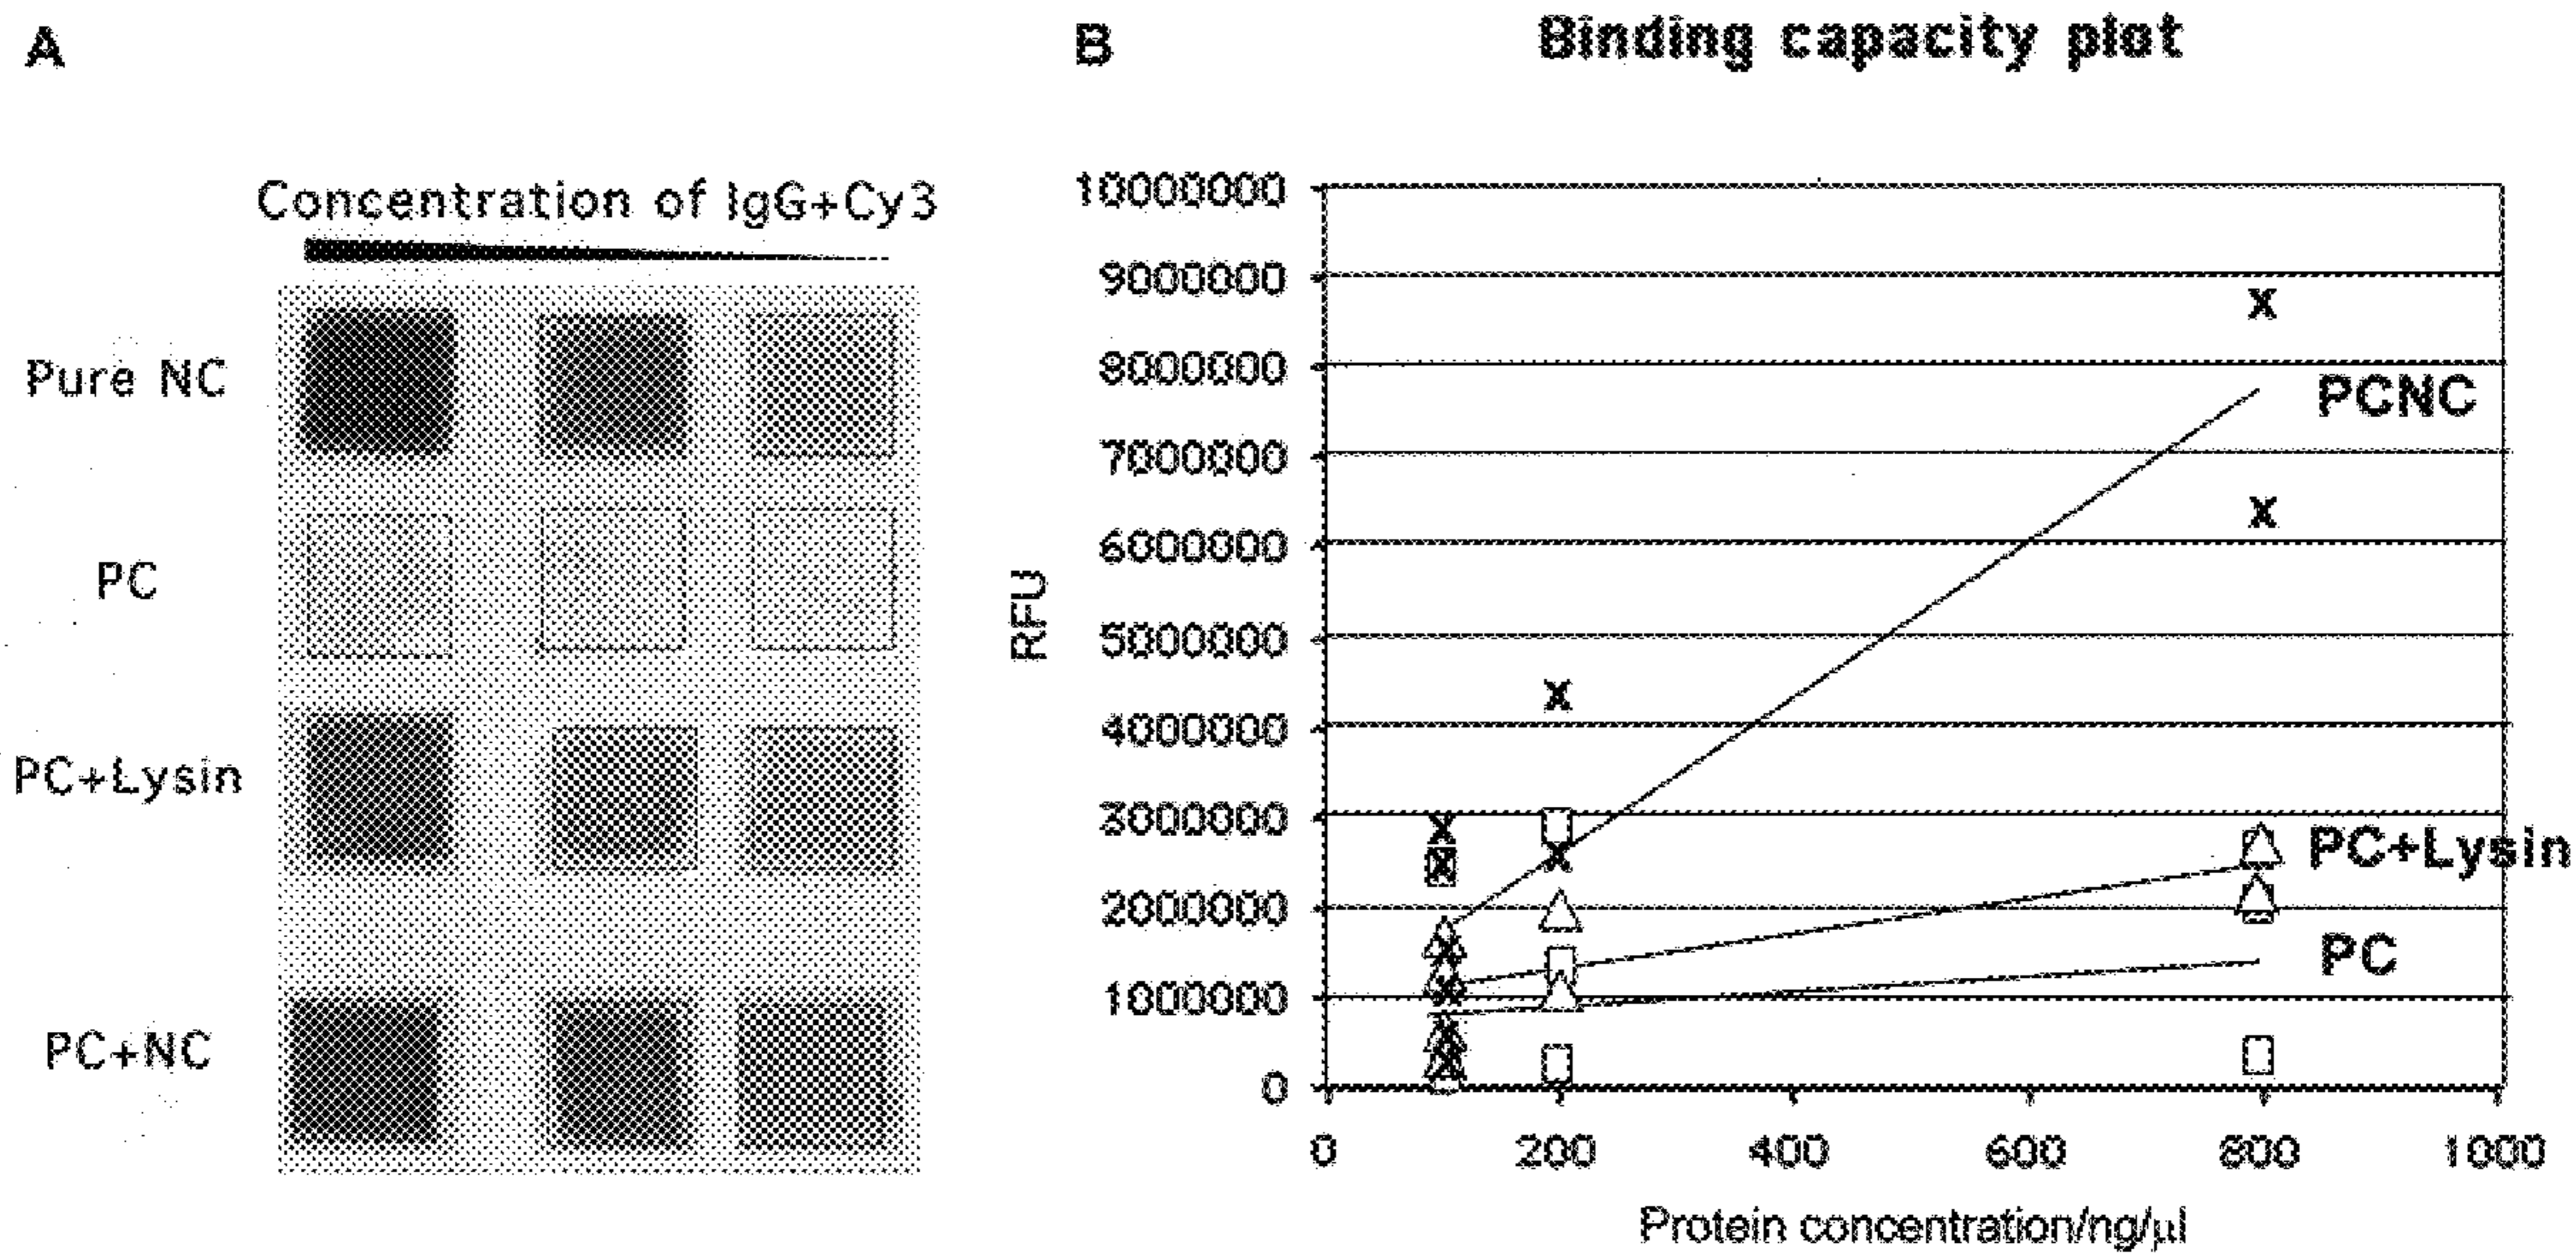 A
Concentration of IgG+Cy3
Pure NC
PC
PC+Lysin
PC+NC
B
Binding capacity plot
RFU
10000000
9000000
8000000
7000000
6000000
5000000
4000000
3000000
2000000
1000000
0
PCNC
PC+Lysin
PC
0 200 400 600 800 1000
Protein concentration/ng/µl